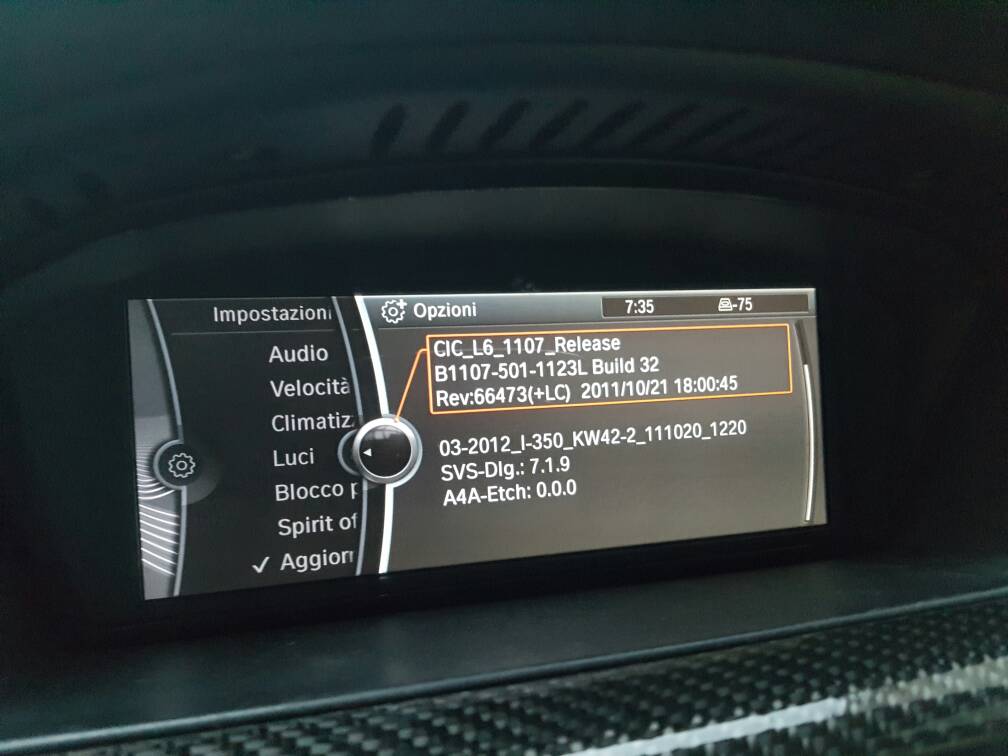 Impostazioni
Audio
Velocità
Climatiz
Luci
Blocco p
Spirit of
Aggiorn
Opzioni
7:35
-75
CIC_L6_1107_Release
B1107-501-1123L Build 32
Rev:66473(+LC) 2011/10/21 18:00:45
03-2012_I-350_KW42-2_111020_1220
SVS-Dlg.: 7.1.9
A4A-Etch: 0.0.0